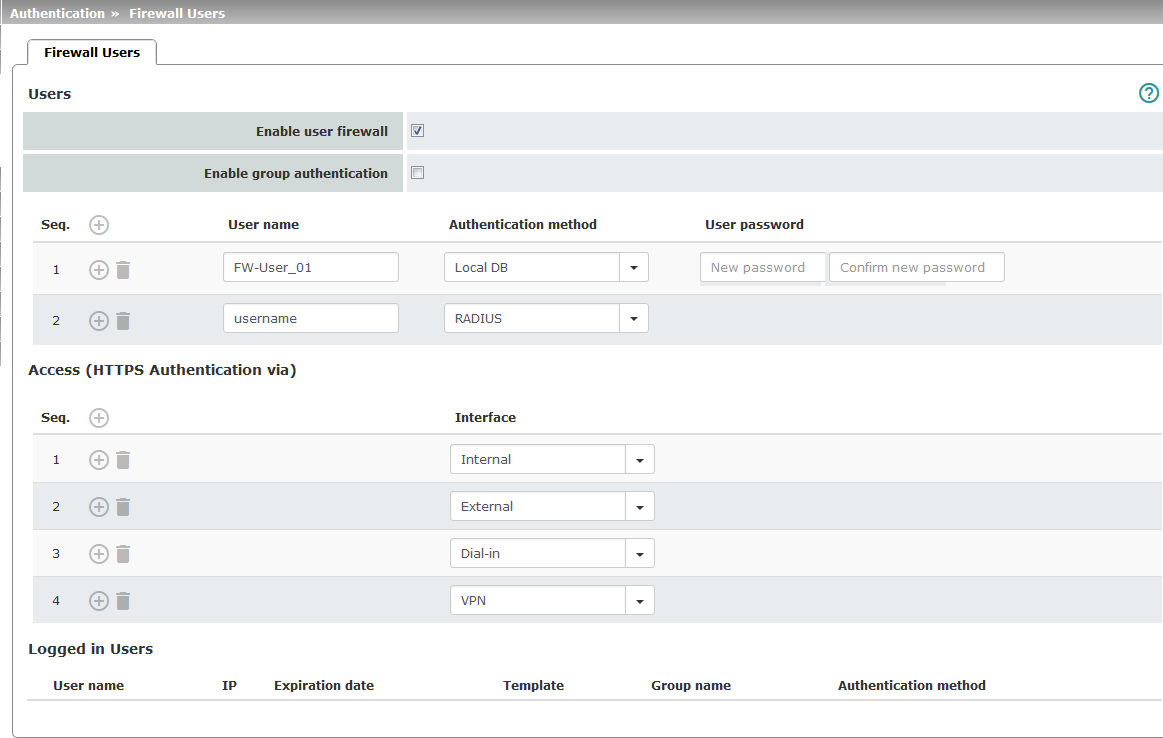 Authentication » Firewall Users
Firewall Users
Users
?
Enable user firewall
Enable group authentication
Seq. User name Authentication method User password
1 FW-User_01 Local DB New password Confirm new password
2 username RADIUS
Access (HTTPS Authentication via)
Seq. Interface
1 Internal
2 External
3 Dial-in
4 VPN
Logged in Users
User name IP Expiration date Template Group name Authentication method